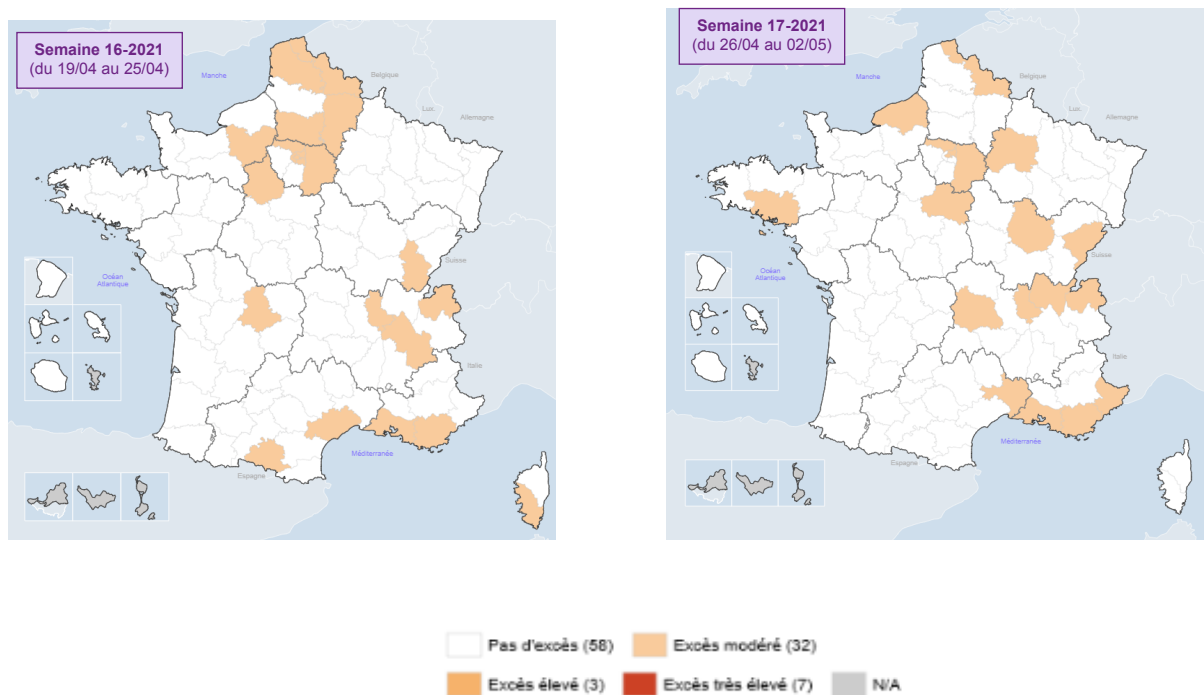 Semaine 16-2021
(du 19/04 au 25/04)
Manche
Belgique
Luc.
Allemagne
Suisse
Océan
Atlantique
Italie
Méditerranée
Espagne
Semaine 17-2021
(du 26/04 au 02/05)
Manche
Belgique
Luc.
Allemagne
Suisse
Océan
Atlantique
Italie
Méditerranée
Espagne
Pas d'excès (58)
Excès modéré (32)
Excès élevé (3)
Excès très élevé (7)
N/A